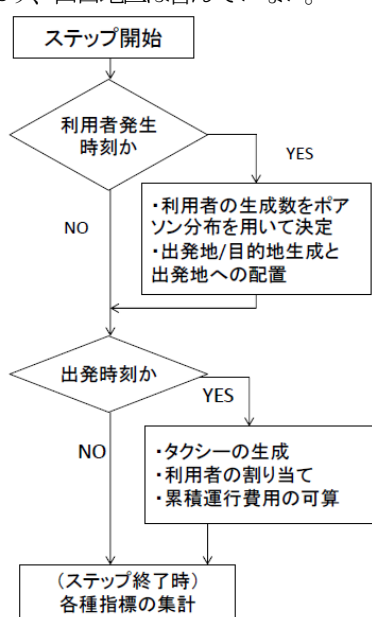 ステップ開始
利用者発生
時刻か
YES
NO
・利用者の生成数をポア
ソン分布を用いて決定
・出発地/目的地生成と
出発地への配置
出発時刻か
YES
NO
・タクシーの生成
・利用者の割り当て
・累積運行費用の可算
(ステップ終了時)
各種指標の集計